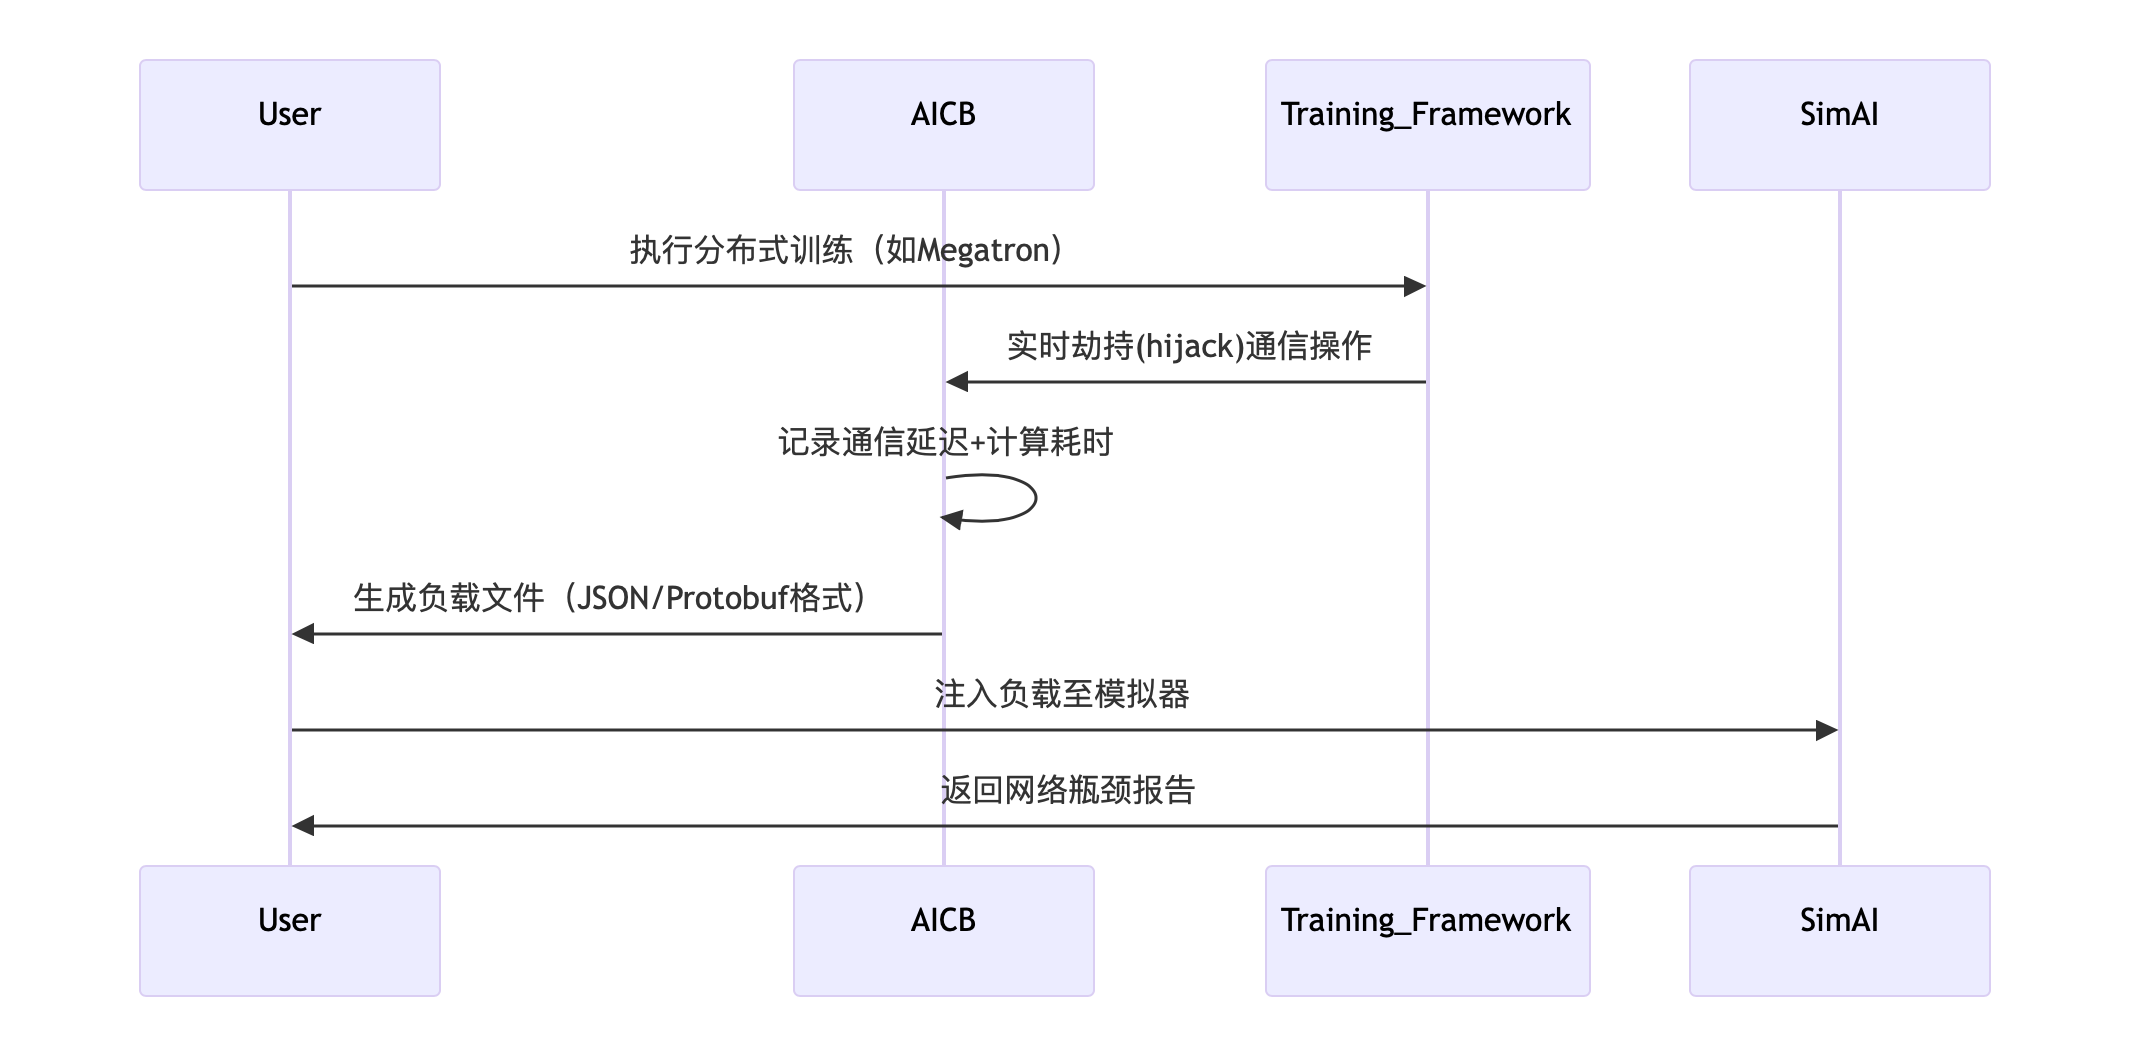 User
AICB
Training_Framework
SimAI
执行分布式训练（如Megatron）
实时劫持(hijack)通信操作
记录通信延迟+计算耗时
生成负载文件（JSON/Protobuf格式）
注入负载至模拟器
返回网络瓶颈报告
User
AICB
Training_Framework
SimAI